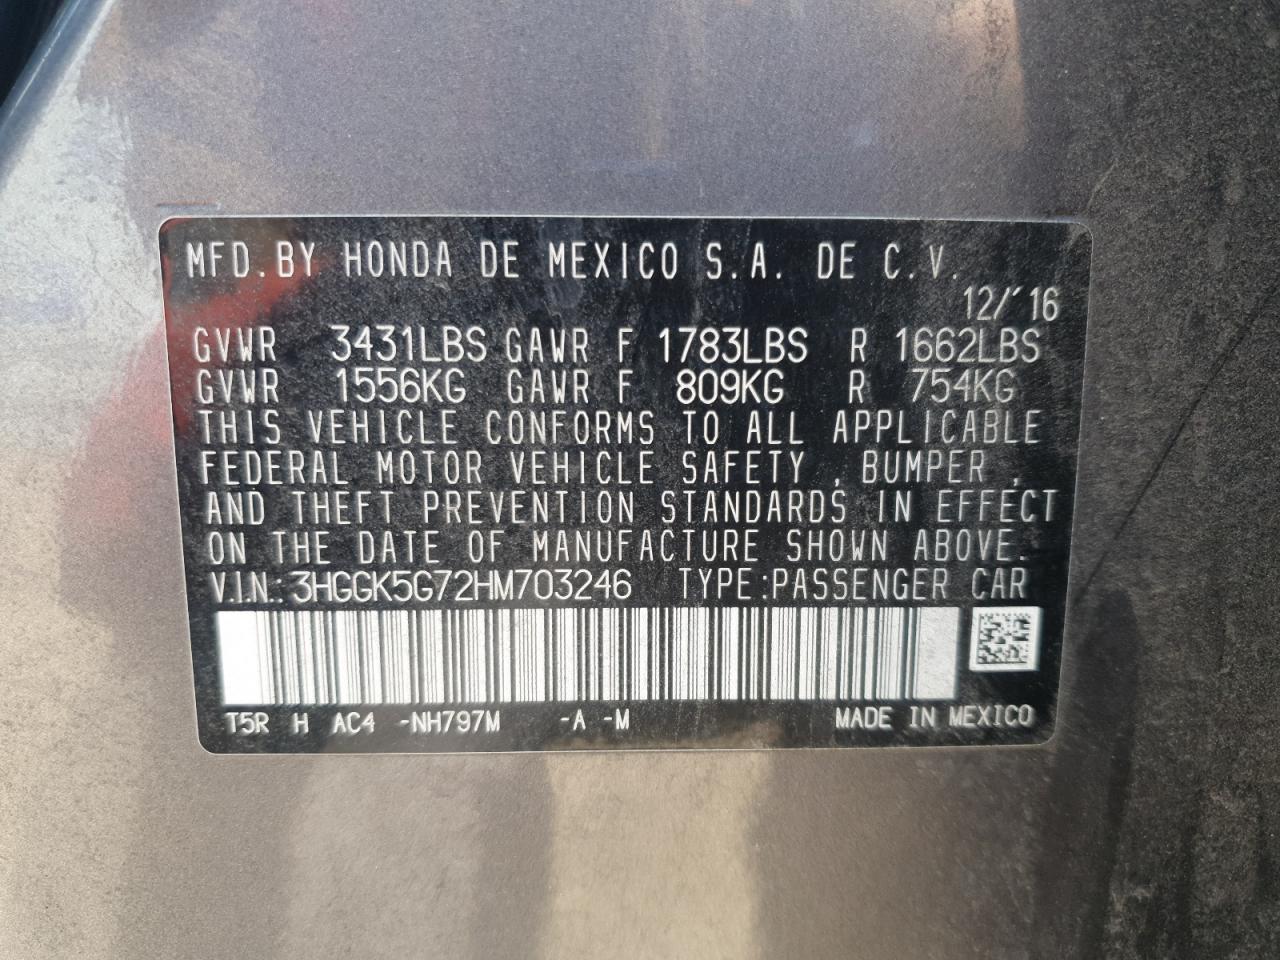 MFD. BY HONDA DE MEXICO S.A. DE C.V.
12/´16
GVWR 3431LBS GAWR F 1783LBS R 1662LBS
GVWR 1556KG GAWR F 809KG R 754KG
THIS VEHICLE CONFORMS TO ALL APPLICABLE
FEDERAL MOTOR VEHICLE SAFETY , BUMPER ,
AND THEFT PREVENTION STANDARDS IN EFFECT
ON THE DATE OF MANUFACTURE SHOWN ABOVE.
V.I.N.: 3HGGK5G72HM703246 TYPE:PASSENGER CAR
T5R H AC4 -NH797M -A -M MADE IN MEXICO